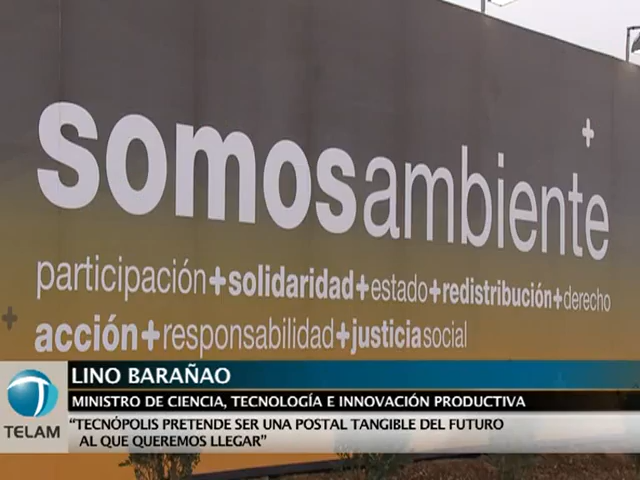 somosambiente+
participación+solidaridad+estado+redistribución+derecho
+acción+responsabilidad+justiciasocial
LINO BARAÑAO
MINISTRO DE CIENCIA, TECNOLOGÍA E INNOVACIÓN PRODUCTIVA
TELAM
“TECNÓPOLIS PRETENDE SER UNA POSTAL TANGIBLE DEL FUTURO
AL QUE QUEREMOS LLEGAR”